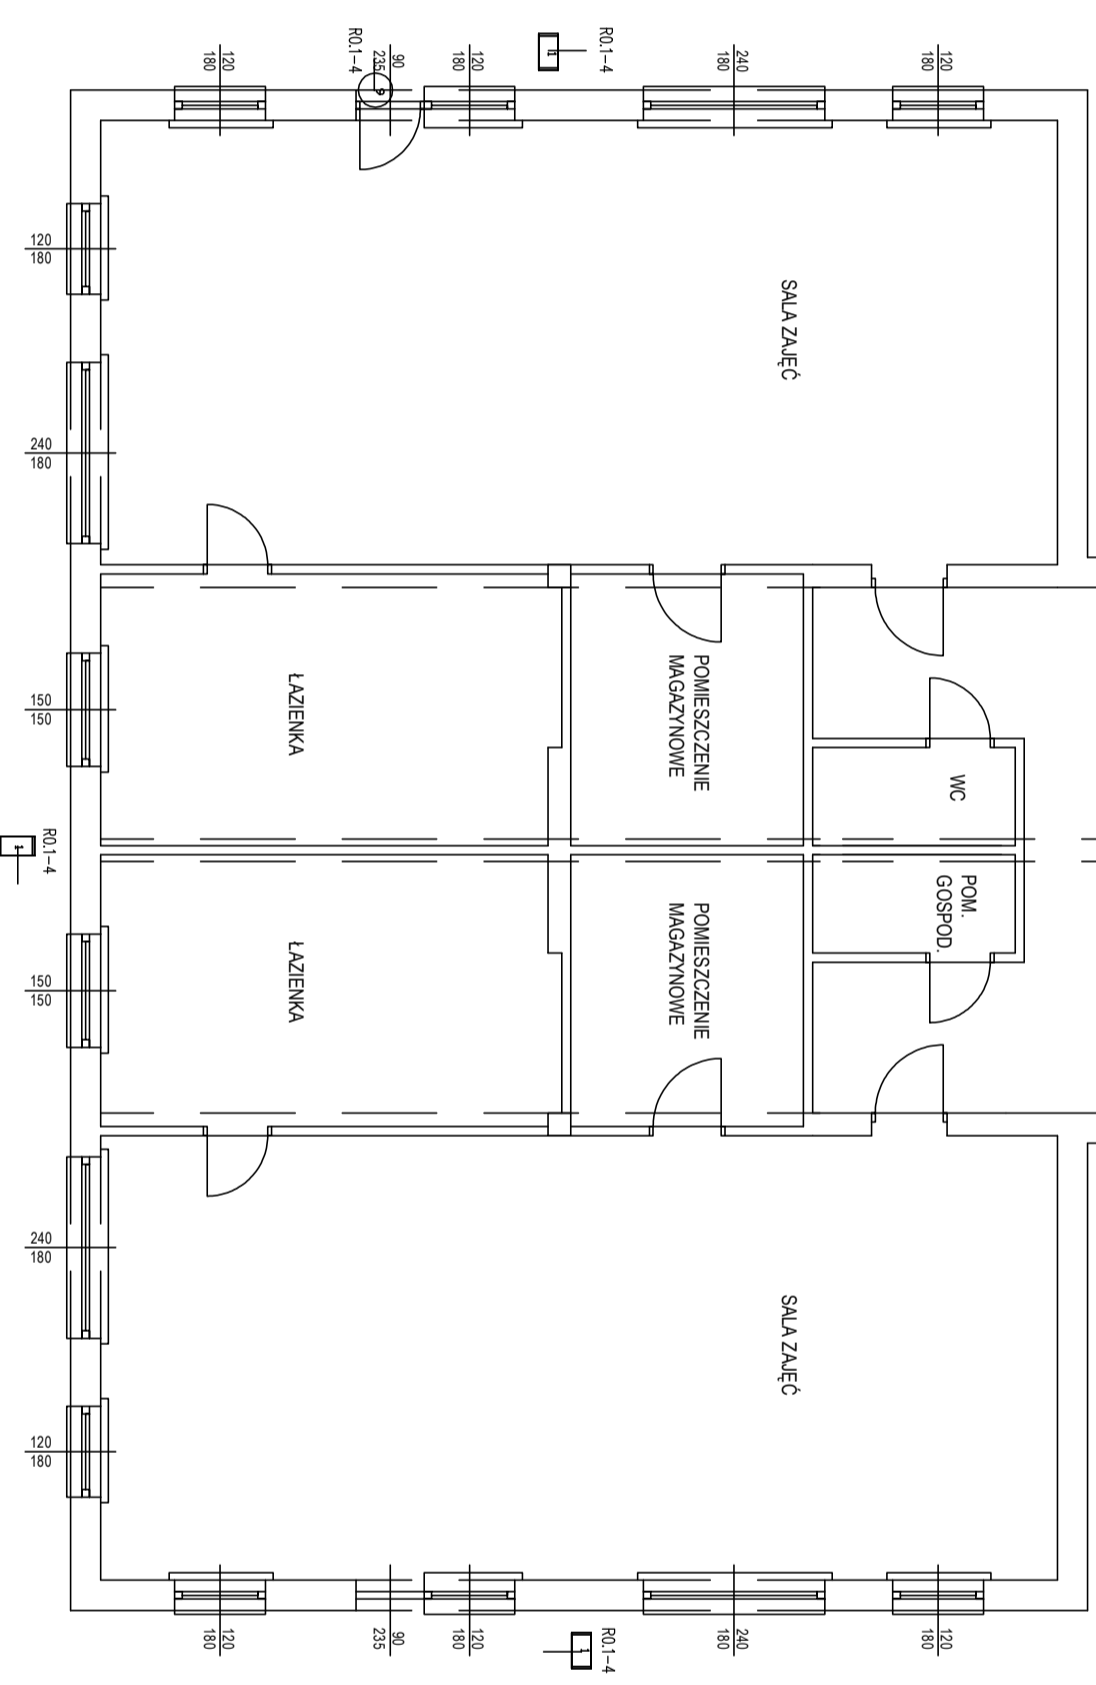 R0.1-4
1
R0.1-4
120
180
90
235
9
120
180
240
180
120
180
120
180
240
180
150
150
150
150
240
180
120
180
R0.1-4
1
SALA ZAJĘĆ
ŁAZIENKA
POMIESZCZENIE
MAGAZYNOWE
WC
POM.
GOSPOD.
ŁAZIENKA
POMIESZCZENIE
MAGAZYNOWE
SALA ZAJĘĆ
120
180
90
235
120
180
240
180
120
180
1
R0.1-4